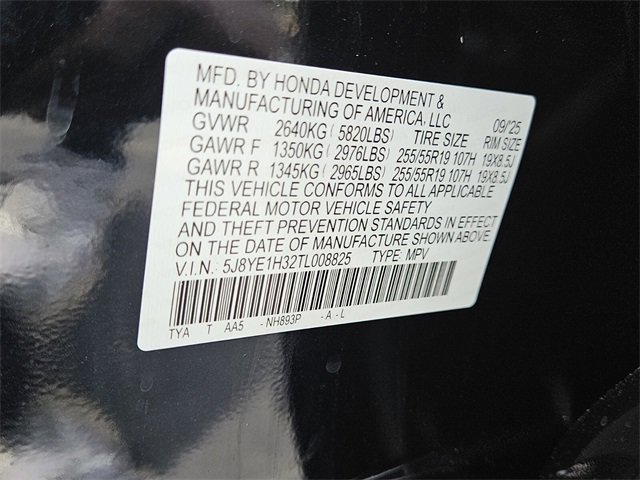 MFD. BY HONDA DEVELOPMENT &
MANUFACTURING OF AMERICA, LLC 09/'25
GVWR 2640KG (5820LBS) TIRE SIZE RIM SIZE
GAWR F 1350KG (2976LBS) 255/55R19 107H 19X8.5J
GAWR R 1345KG (2965LBS) 255/55R19 107H 19X8.5J
THIS VEHICLE CONFORMS TO ALL APPLICABLE
FEDERAL MOTOR VEHICLE SAFETY
AND THEFT PREVENTION STANDARDS IN EFFECT
ON THE DATE OF MANUFACTURE SHOWN ABOVE.
V.I.N.: 5J8YE1H32TL008825 TYPE: MPV
TYA T AA5 - NH893P - A - L